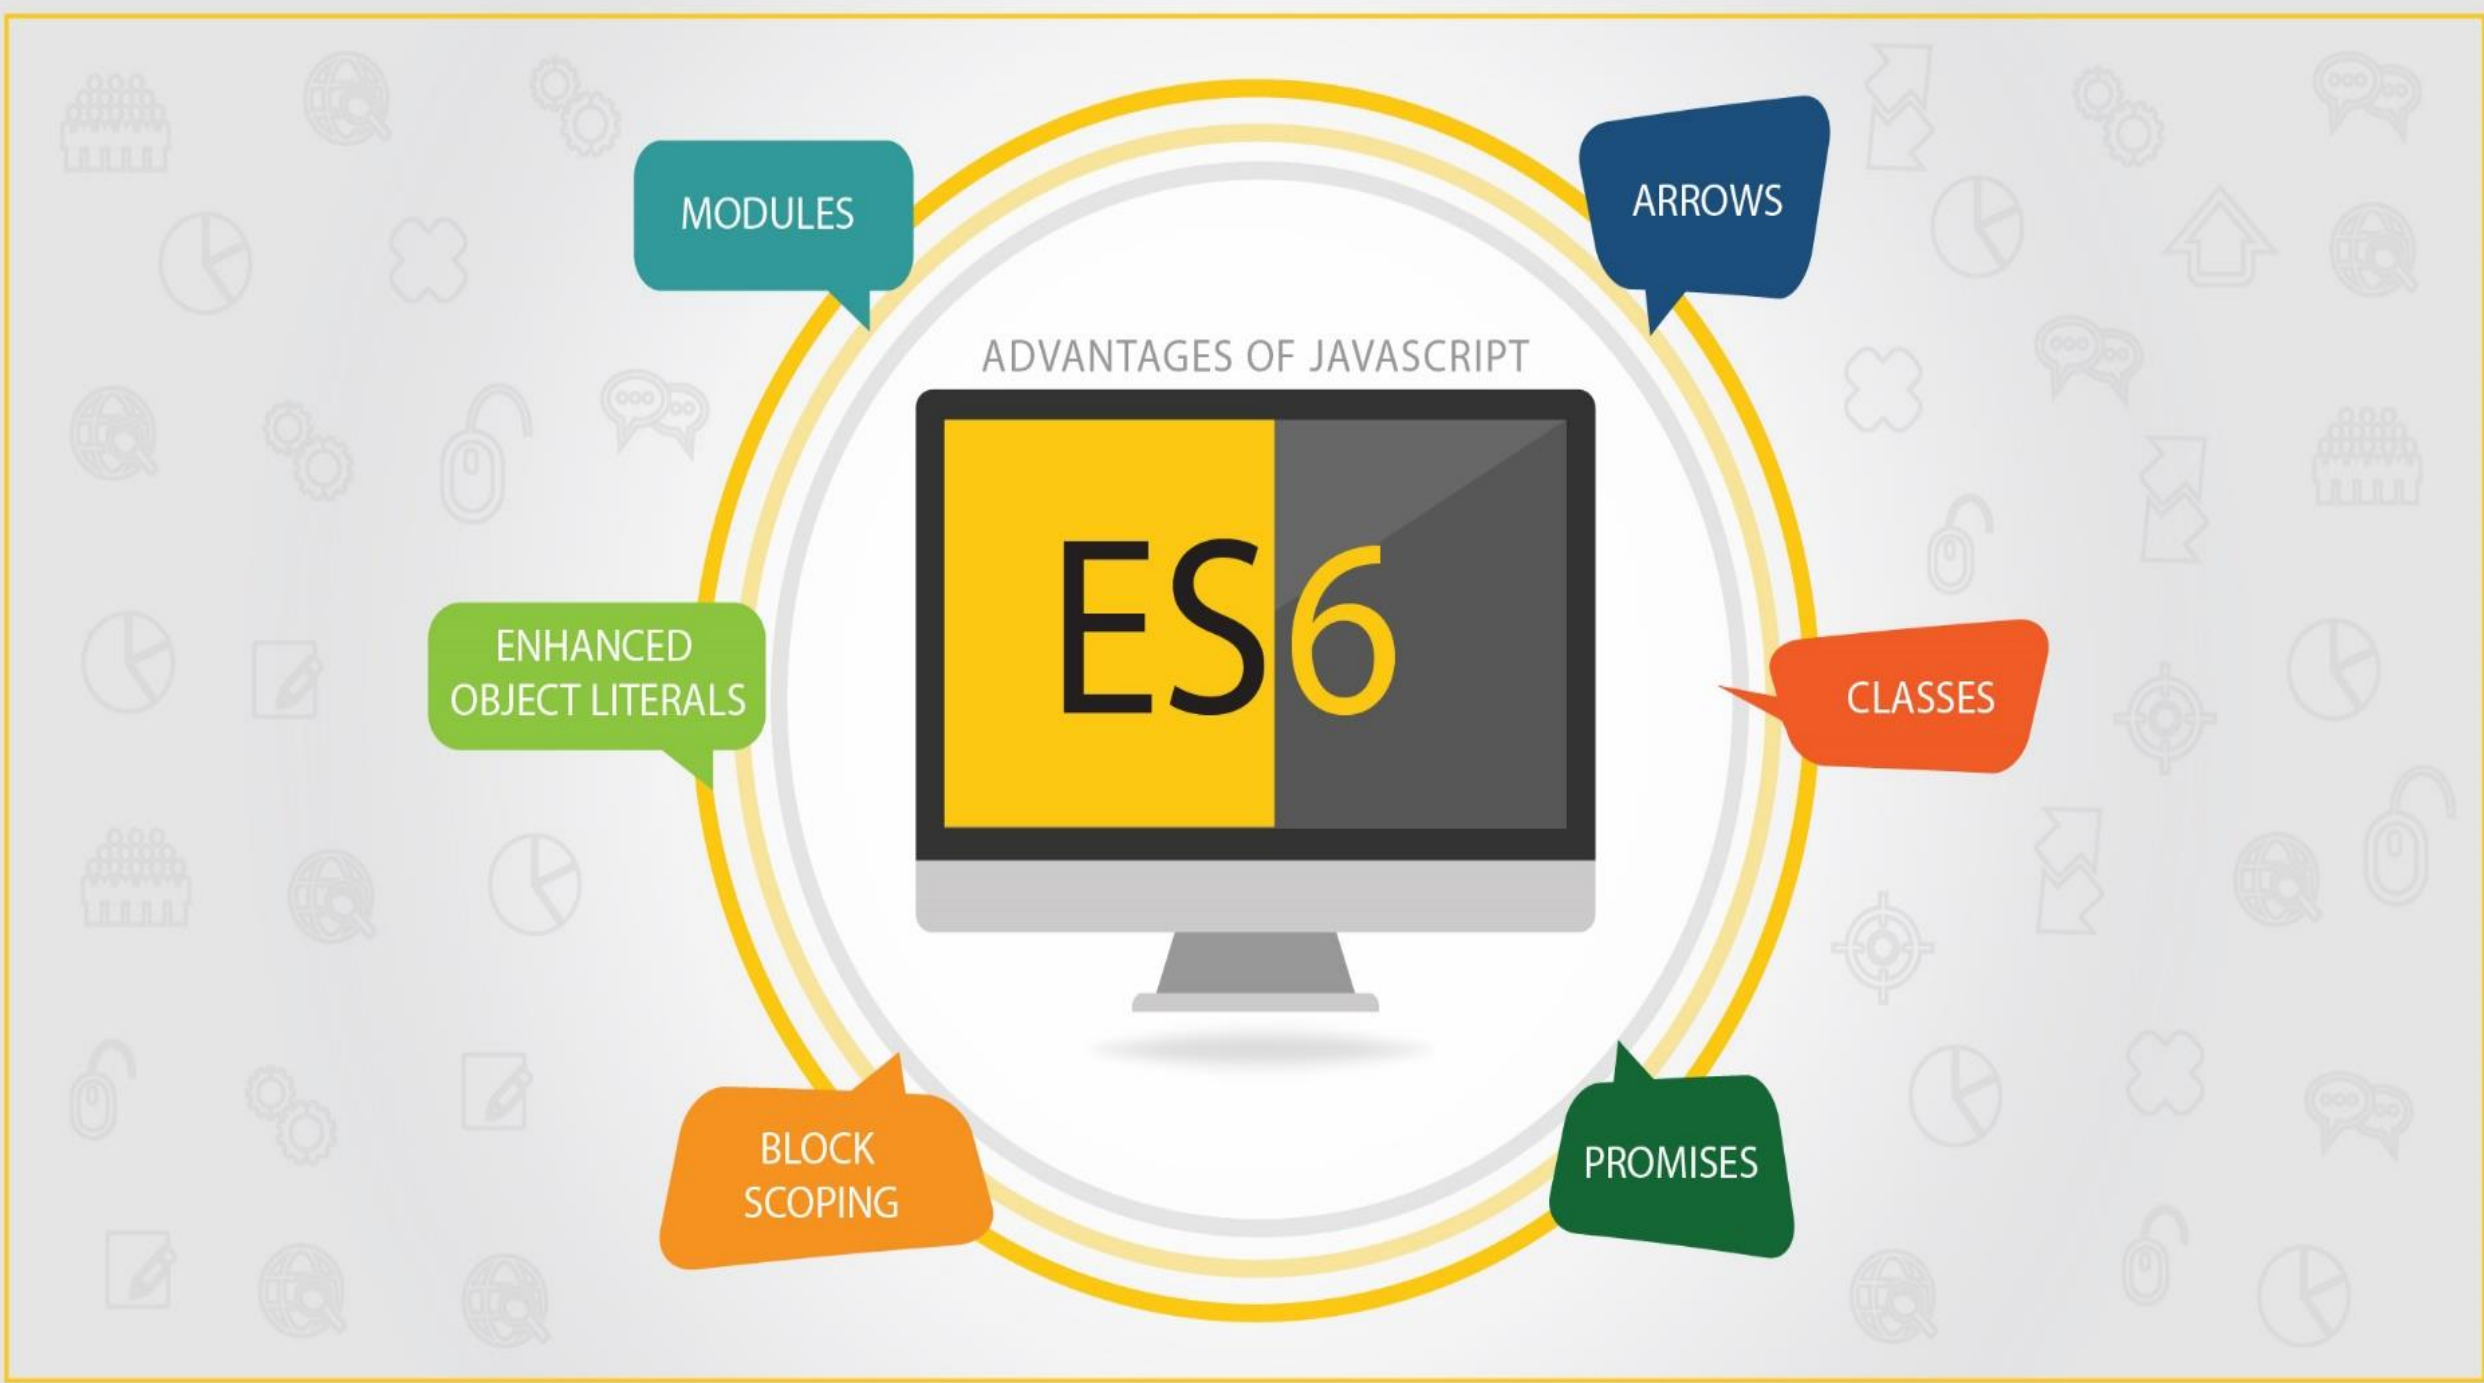 MODULES
ARROWS
ADVANTAGES OF JAVASCRIPT
ES6
ENHANCED
OBJECT LITERALS
CLASSES
BLOCK
SCOPING
PROMISES